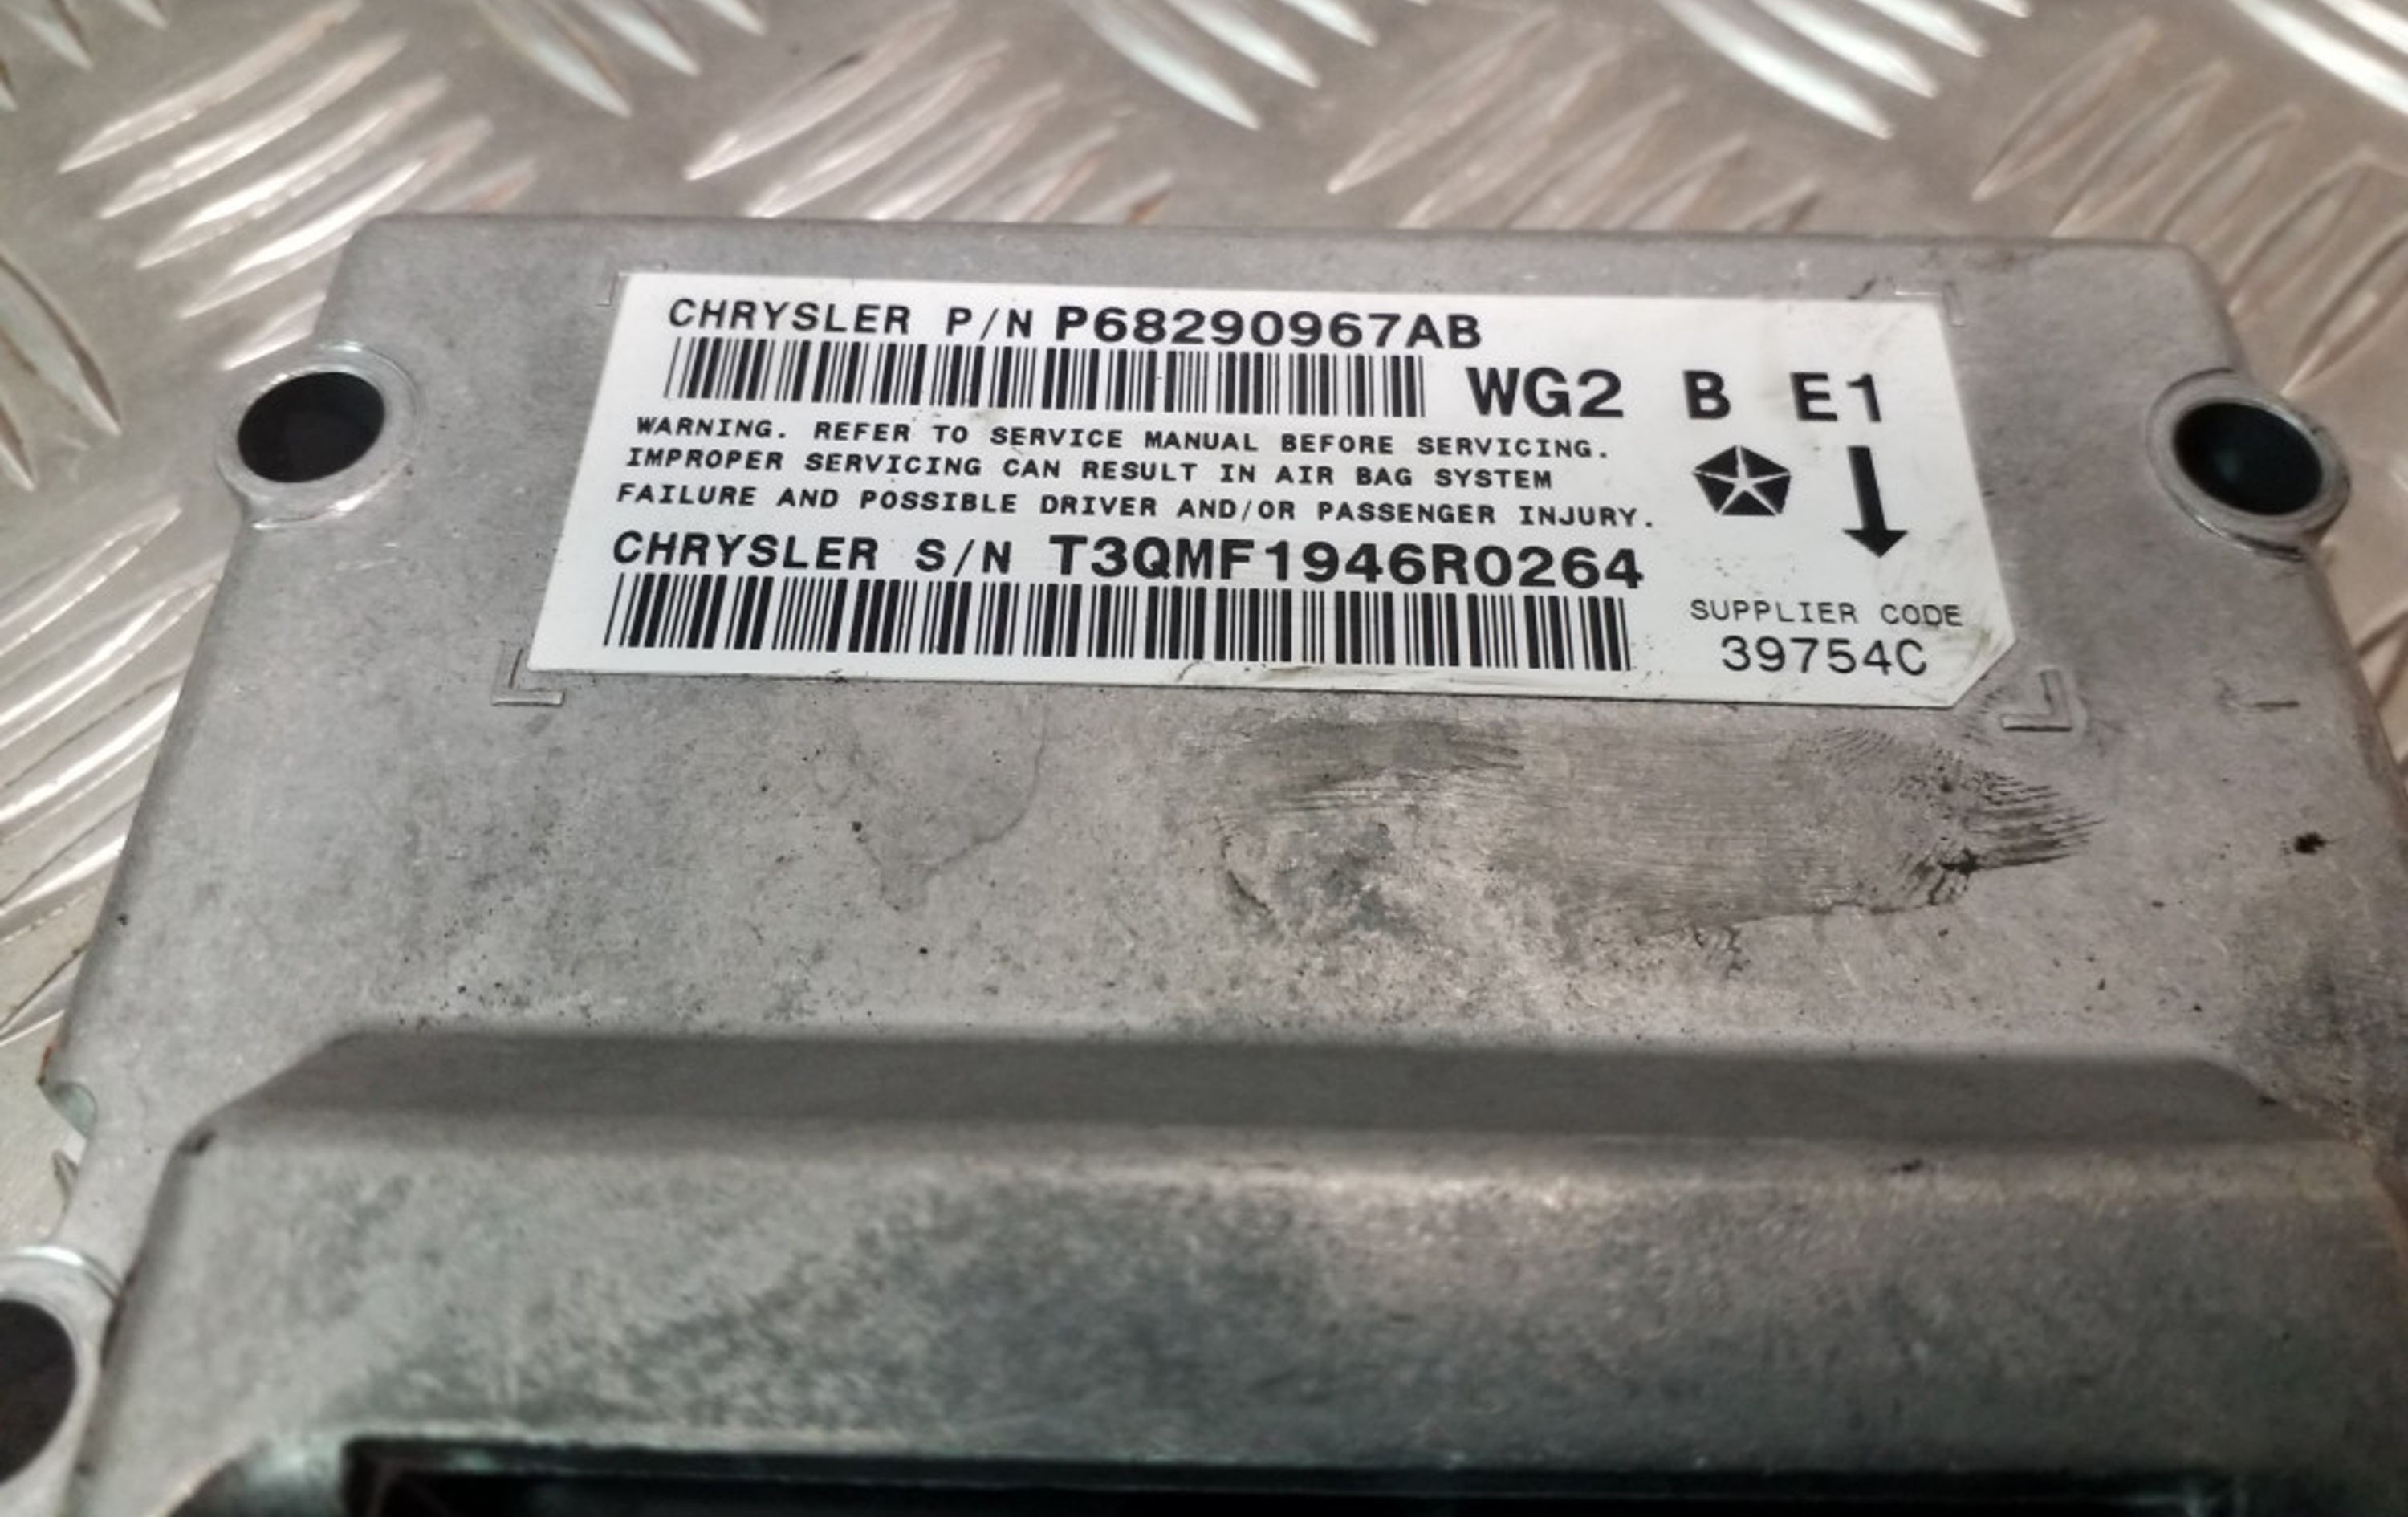 CHRYSLER P/N P68290967AB
WG2 B E1
WARNING. REFER TO SERVICE MANUAL BEFORE SERVICING.
IMPROPER SERVICING CAN RESULT IN AIR BAG SYSTEM
FAILURE AND POSSIBLE DRIVER AND/OR PASSENGER INJURY.
CHRYSLER S/N T3QMF1946R0264
SUPPLIER CODE
39754C